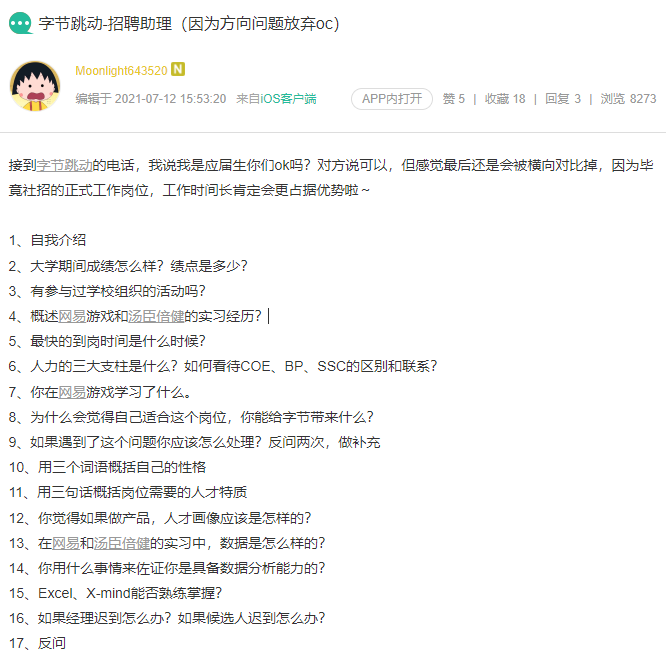 字节跳动-招聘助理（因为方向问题放弃oc）
Moonlight643520 N
编辑于 2021-07-12 15:53:20 来自iOS客户端 APP内打开 赞 5 | 收藏 18 | 回复 3 | 浏览 8273
接到字节跳动的电话，我说我是应届生你们ok吗？对方说可以，但感觉最后还是会被横向对比掉，因为毕
竟社招的正式工作岗位，工作时间长肯定会更占据优势啦～
1、自我介绍
2、大学期间成绩怎么样？绩点是多少？
3、有参与过学校组织的活动吗？
4、概述网易游戏和汤臣倍健的实习经历？
5、最快的到岗时间是什么时候？
6、人力的三大支柱是什么？如何看待COE、BP、SSC的区别和联系？
7、你在网易游戏学习了什么。
8、为什么会觉得自己适合这个岗位，你能给字节带来什么？
9、如果遇到了这个问题你应该怎么处理？反问两次，做补充
10、用三个词语概括自己的性格
11、用三句话概括岗位需要的人才特质
12、你觉得如果做产品，人才画像应该是怎样的？
13、在网易和汤臣倍健的实习中，数据是怎么样的？
14、你用什么事情来佐证你是具备数据分析能力的？
15、Excel、X-mind能否熟练掌握？
16、如果经理迟到怎么办？如果候选人迟到怎么办？
17、反问